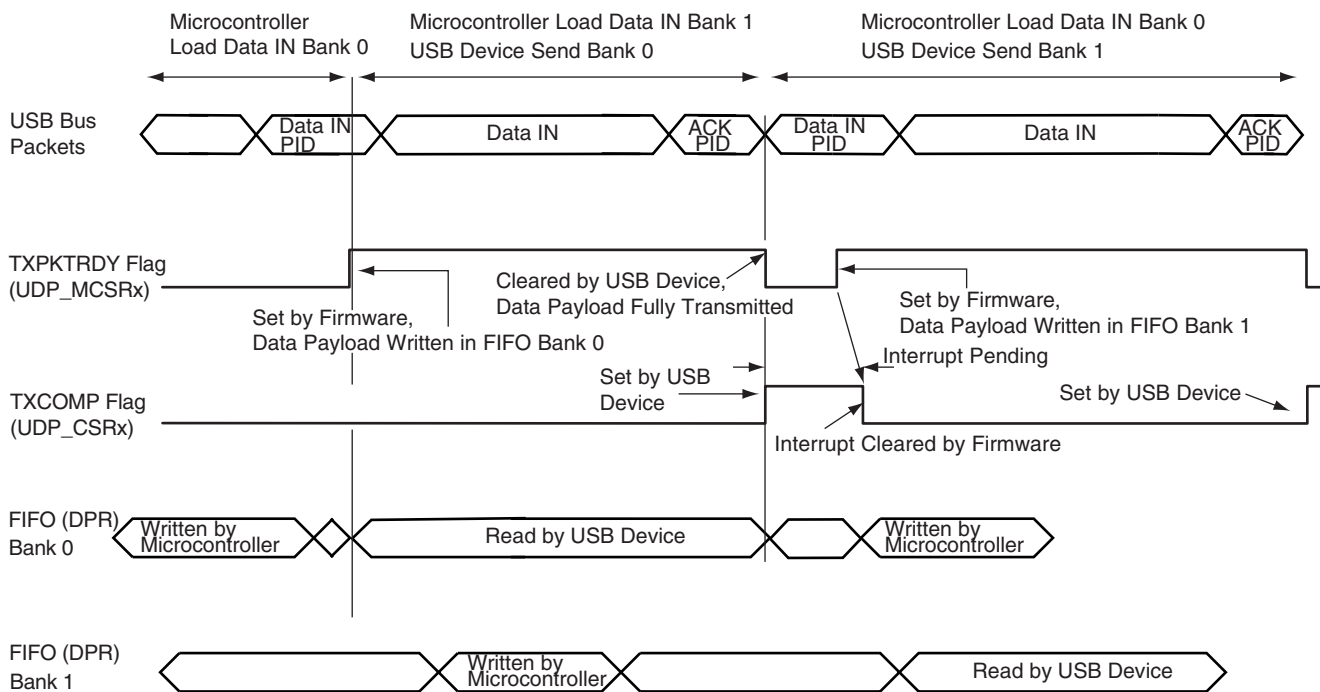 Microcontroller
Load Data IN Bank 0
Microcontroller Load Data IN Bank 1
USB Device Send Bank 0
Microcontroller Load Data IN Bank 0
USB Device Send Bank 1
USB Bus
Packets
Data IN
PID
Data IN
ACK
PID
Data IN
PID
Data IN
ACK
PID
TXPKTRDY Flag
(UDP_MCSRx)
Set by Firmware,
Data Payload Written in FIFO Bank 0
Cleared by USB Device,
Data Payload Fully Transmitted
Set by Firmware,
Data Payload Written in FIFO Bank 1
Interrupt Pending
Set by USB
Device
TXCOMP Flag
(UDP_CSRx)
Set by USB Device
Interrupt Cleared by Firmware
FIFO (DPR)
Bank 0
Written by
Microcontroller
Read by USB Device
Written by
Microcontroller
FIFO (DPR)
Bank 1
Written by
Microcontroller
Read by USB Device